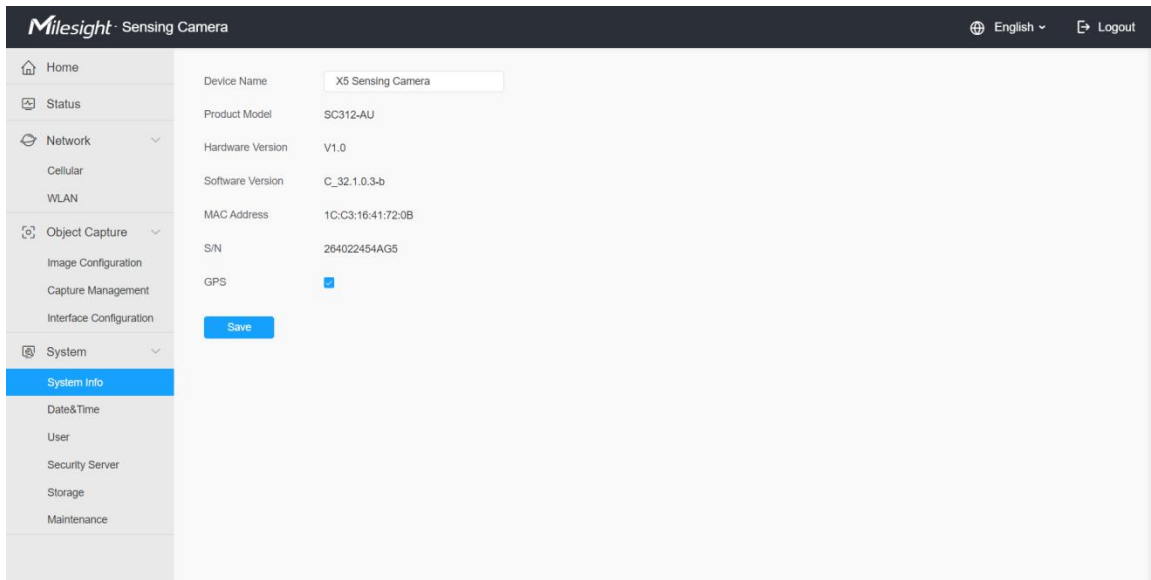 Milesight · Sensing Camera
English
Logout
Home
Status
Network
Cellular
WLAN
Object Capture
Image Configuration
Capture Management
Interface Configuration
System
System Info
Date&Time
User
Security Server
Storage
Maintenance
Device Name X5 Sensing Camera
Product Model SC312-AU
Hardware Version V1.0
Software Version C_32.1.0.3-b
MAC Address 1C:C3:16:41:72:0B
S/N 264022454AG5
GPS
Save